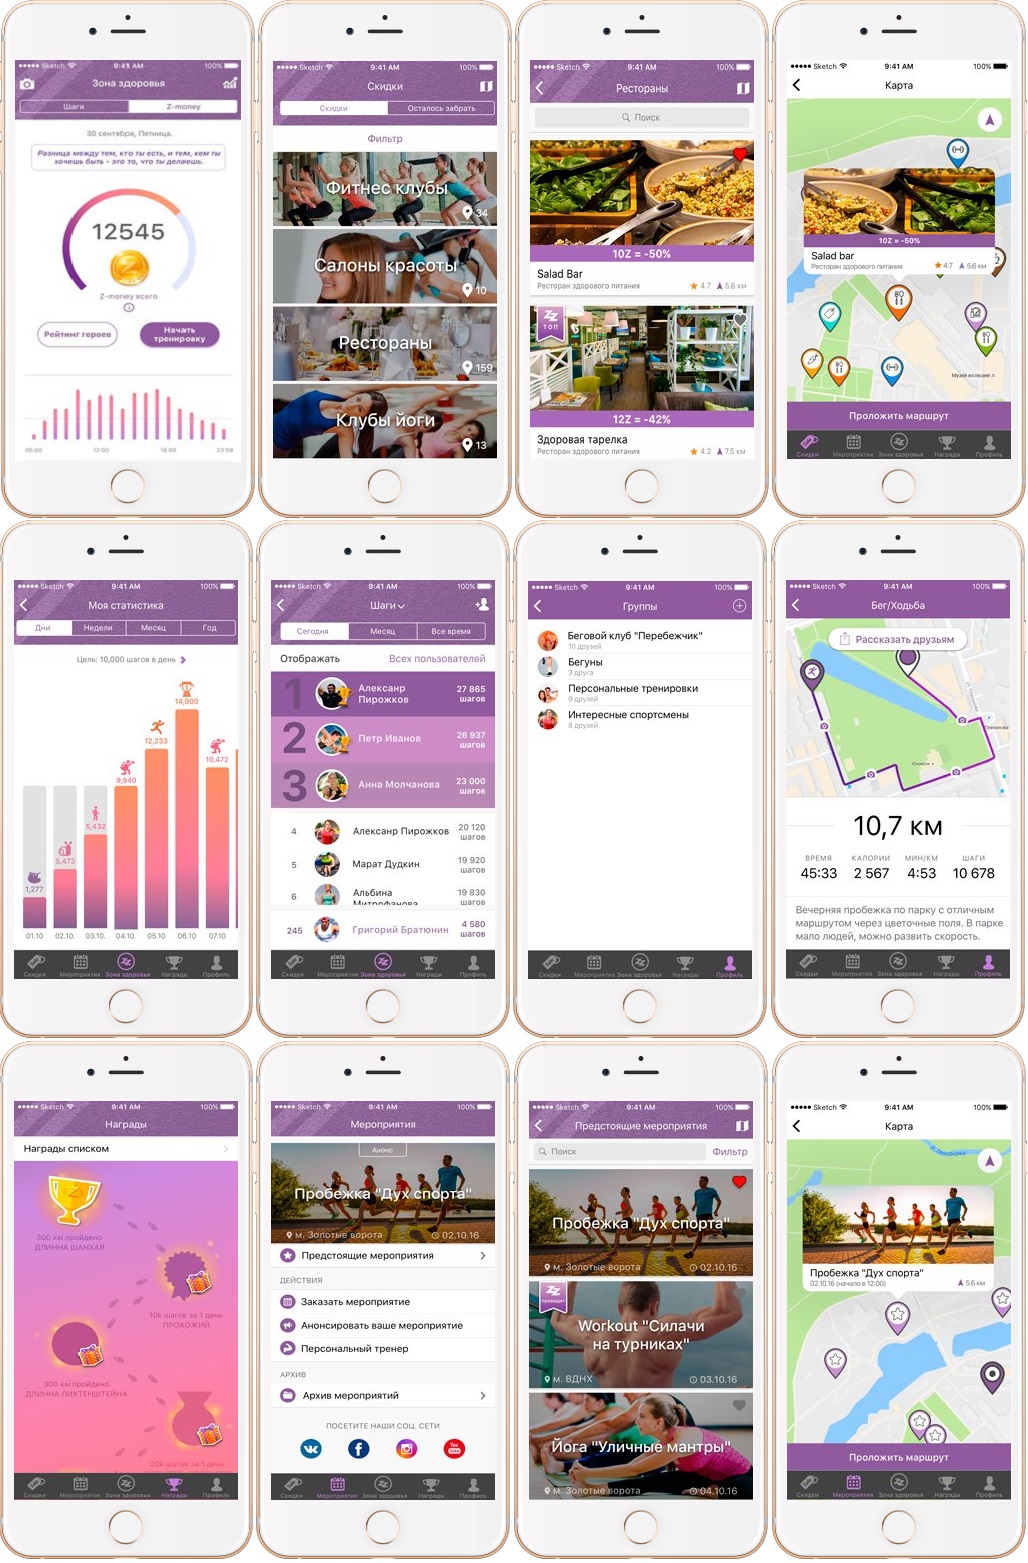 Sketch 9:41 AM 100%
Зона здоровья
Шаги Z-money
30 сентября, Пятница.
Разница между тем, кто ты есть, и тем, кем ты
хочешь быть - это то, что ты делаешь.
12545
Z-money всего
Рейтинг героев
Начать
тренировку
06:00 12:00 18:00 23:59
Sketch 9:41 AM 100%
Скидки
Скидки Осталось забрать
Фильтр
Фитнес клубы
34
Салоны красоты
10
Рестораны
159
Клубы йоги
13
Sketch 9:41 AM 100%
Рестораны
Поиск
10Z = -50%
Salad Bar
Ресторан здорового питания 4.7 5.6 км
ZZ
ТОП
12Z = -42%
Здоровая тарелка
Ресторан здорового питания 4.2 7.5 км
Sketch 9:41 AM 100%
Карта
10Z = -50%
Salad bar
Ресторан здорового питания 4.7 5.6 км
Музей иллюзий
Проложить маршрут
Скидки Мероприятия Зона здоровья Награды Профиль
Sketch 9:41 AM 100%
Моя статистика
Дни Недели Месяц Год
Цель: 10,000 шагов в день
14,900
12,233
10,472
9,940
5,432
5,473
1,277
01.10 02.10. 03.10. 04.10. 05.10 06.10 07.10
Скидки Мероприятия Зона здоровья Награды Профиль
Sketch 9:41 AM 100%
Шаги
Сегодня Месяц Все время
Отображать Всех пользователей
1 Алексанр
Пирожков
27 865
шагов
2 Петр Иванов 26 937
шагов
3 Анна Молчанова 23 000
шагов
4 Алексанр Пирожков 20 120
шагов
5 Марат Дудкин 19 920
шагов
6 Альбина
Митрофанова
19 830
шагов
245 Григорий Братюнин 4 580
шагов
Скидки Мероприятия Зона здоровья Награды Профиль
Sketch 9:41 AM 100%
Группы
Беговой клуб "Перебежчик"
10 друзей
Бегуны
3 друга
Персональные тренировки
9 друзей
Интересные спортсмены
8 друзей
Скидки Мероприятия Зона здоровья Награды Профиль
Sketch 9:41 AM 100%
Бег/Ходьба
Рассказать друзьям
10,7 км
ВРЕМЯ КАЛОРИИ МИН/КМ ШАГИ
45:33 2 567 4:53 10 678
Вечерняя пробежка по парку с отличным
маршрутом через цветочные поля. В парке
мало людей, можно развить скорость.
Скидки Мероприятия Зона здоровья Награды Профиль
Sketch 9:41 AM 100%
Награды
Награды списком
300 км пройдено
ДЛИННА ШАНХАЯ
10k шагов за 1 день
ПРОХОЖИЙ
300 км пройдено
ДЛИННА ЛИХТЕНШТЕЙНА
20k шагов за 1 день
Скидки Мероприятия Зона здоровья Награды Профиль
Sketch 9:41 AM 100%
Мероприятия
Анонс
Пробежка "Дух спорта"
м. Золотые ворота 02.10.16
Предстоящие мероприятия
ДЕЙСТВИЯ
Заказать мероприятие
Анонсировать ваше мероприятие
Персональный тренер
АРХИВ
Архив мероприятий
ПОСЕТИТЕ НАШИ СОЦ. СЕТИ
You Tube
Скидки Мероприятия Зона здоровья Награды Профиль
Sketch 9:41 AM 100%
Предстоящие мероприятия
Поиск Фильтр
Пробежка "Дух спорта"
м. Золотые ворота 02.10.16
ZZ
Workout "Силачи
на турниках"
м. ВДНХ 03.10.16
Йога "Уличные мантры"
м. Золотые ворота 04.10.16
Sketch 9:41 AM 100%
Карта
Пробежка "Дух спорта"
02.10.16 (начало в 12:00) 5.6 км
Проложить маршрут
Скидки Мероприятия Зона здоровья Награды Профиль